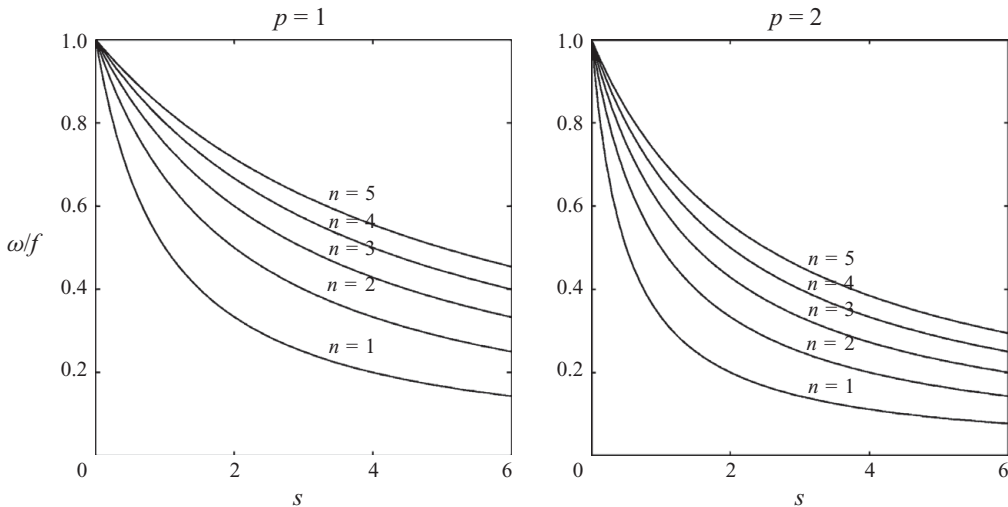 p = 1
1.0
0.8
0.6
0.4
0.2
ω/f
n = 5
n = 4
n = 3
n = 2
n = 1
0
2
4
6
s
p = 2
1.0
0.8
0.6
0.4
0.2
n = 5
n = 4
n = 3
n = 2
n = 1
0
2
4
6
s